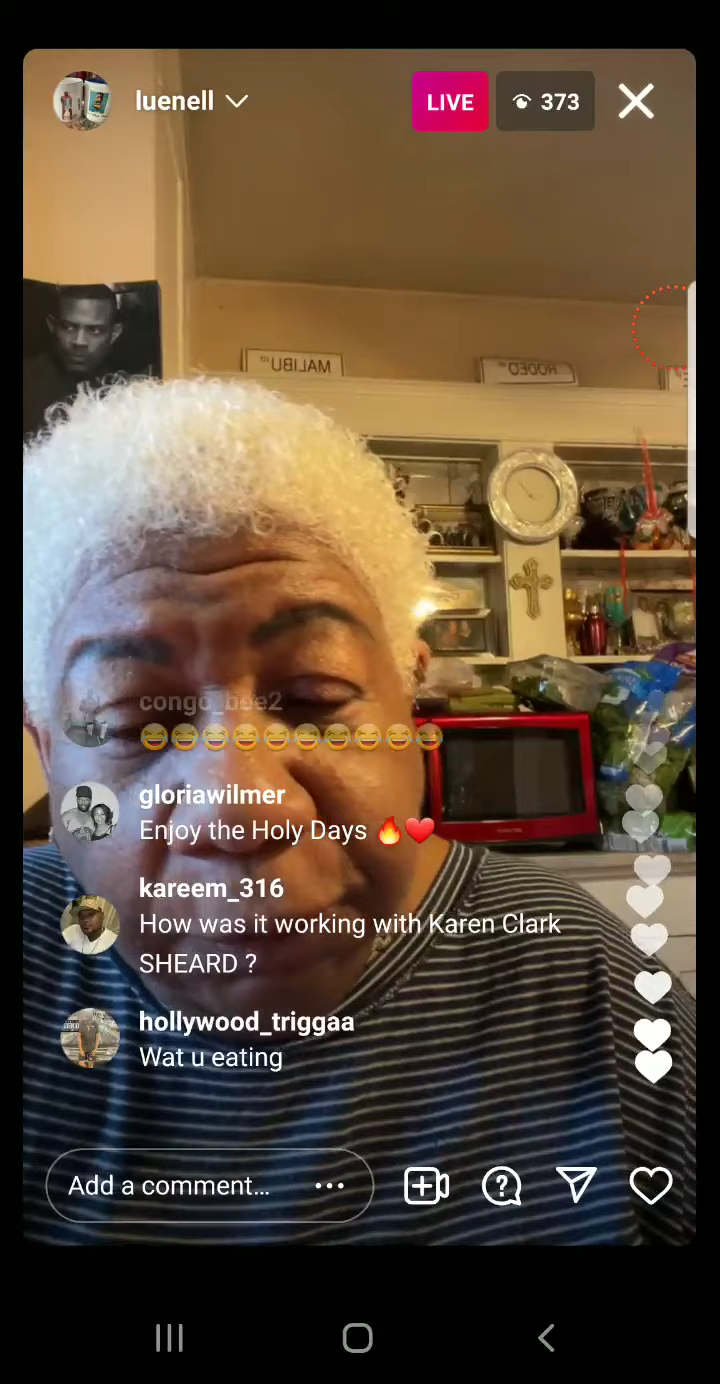 luenell
LIVE
373
MALIBU
RODEO
congo_bee2
😂😂😂😂😂😂😂😂😂😂
gloriawilmer
Enjoy the Holy Days 🔥❤️
kareem_316
How was it working with Karen Clark
SHEARD ?
hollywood_triggaa
Wat u eating
Add a comment...